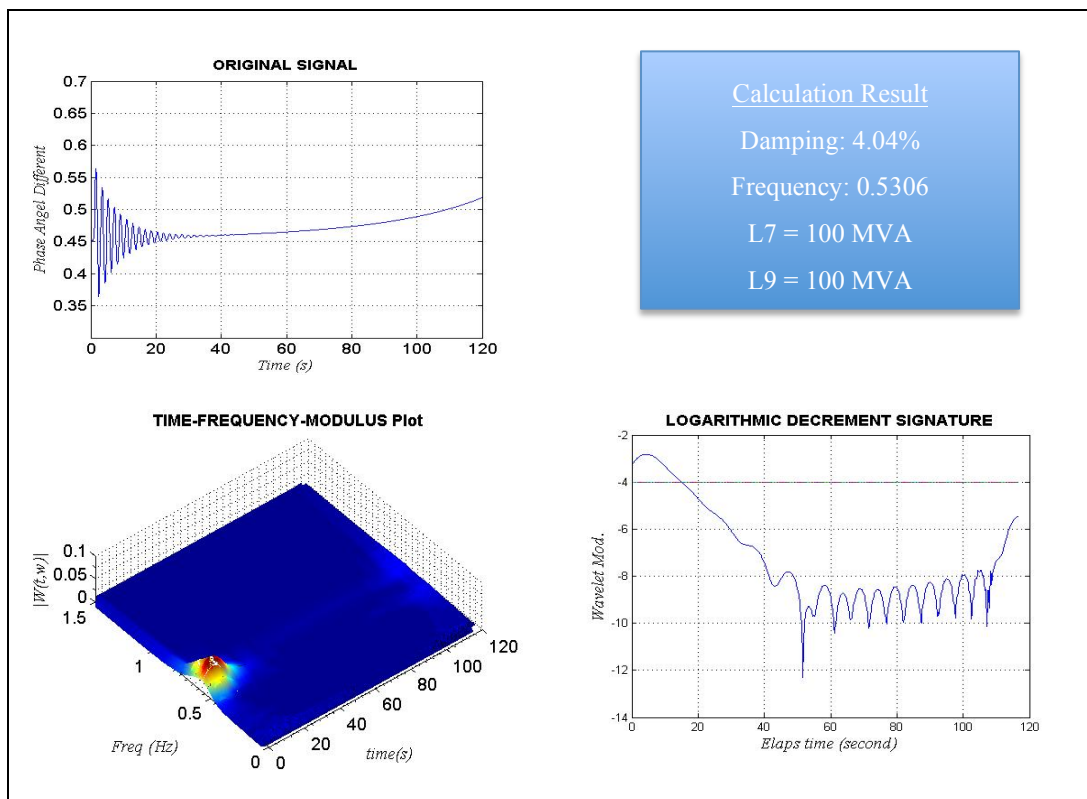 ORIGINAL SIGNAL
0.7
0.65
0.6
0.55
0.5
0.45
0.4
0.35
Phase Angel Different
0 20 40 60 80 100 120
Time (s)
Calculation Result
Damping: 4.04%
Frequency: 0.5306
L7 = 100 MVA
L9 = 100 MVA
TIME-FREQUENCY-MODULUS Plot
|W(t,w)|
0.1
0.05
0
1.5
1
0.5
0
Freq (Hz)
0
20
40
60
80
100
120
time(s)
LOGARITHMIC DECREMENT SIGNATURE
-2
-4
-6
-8
-10
-12
-14
Wavelet Mod.
0 20 40 60 80 100 120
Elaps time (second)